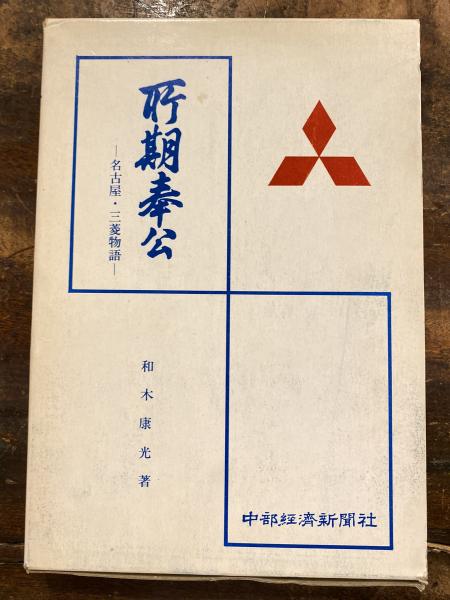 所期奉公
―名古屋・三菱物語―
和木康光著
中部経済新聞社